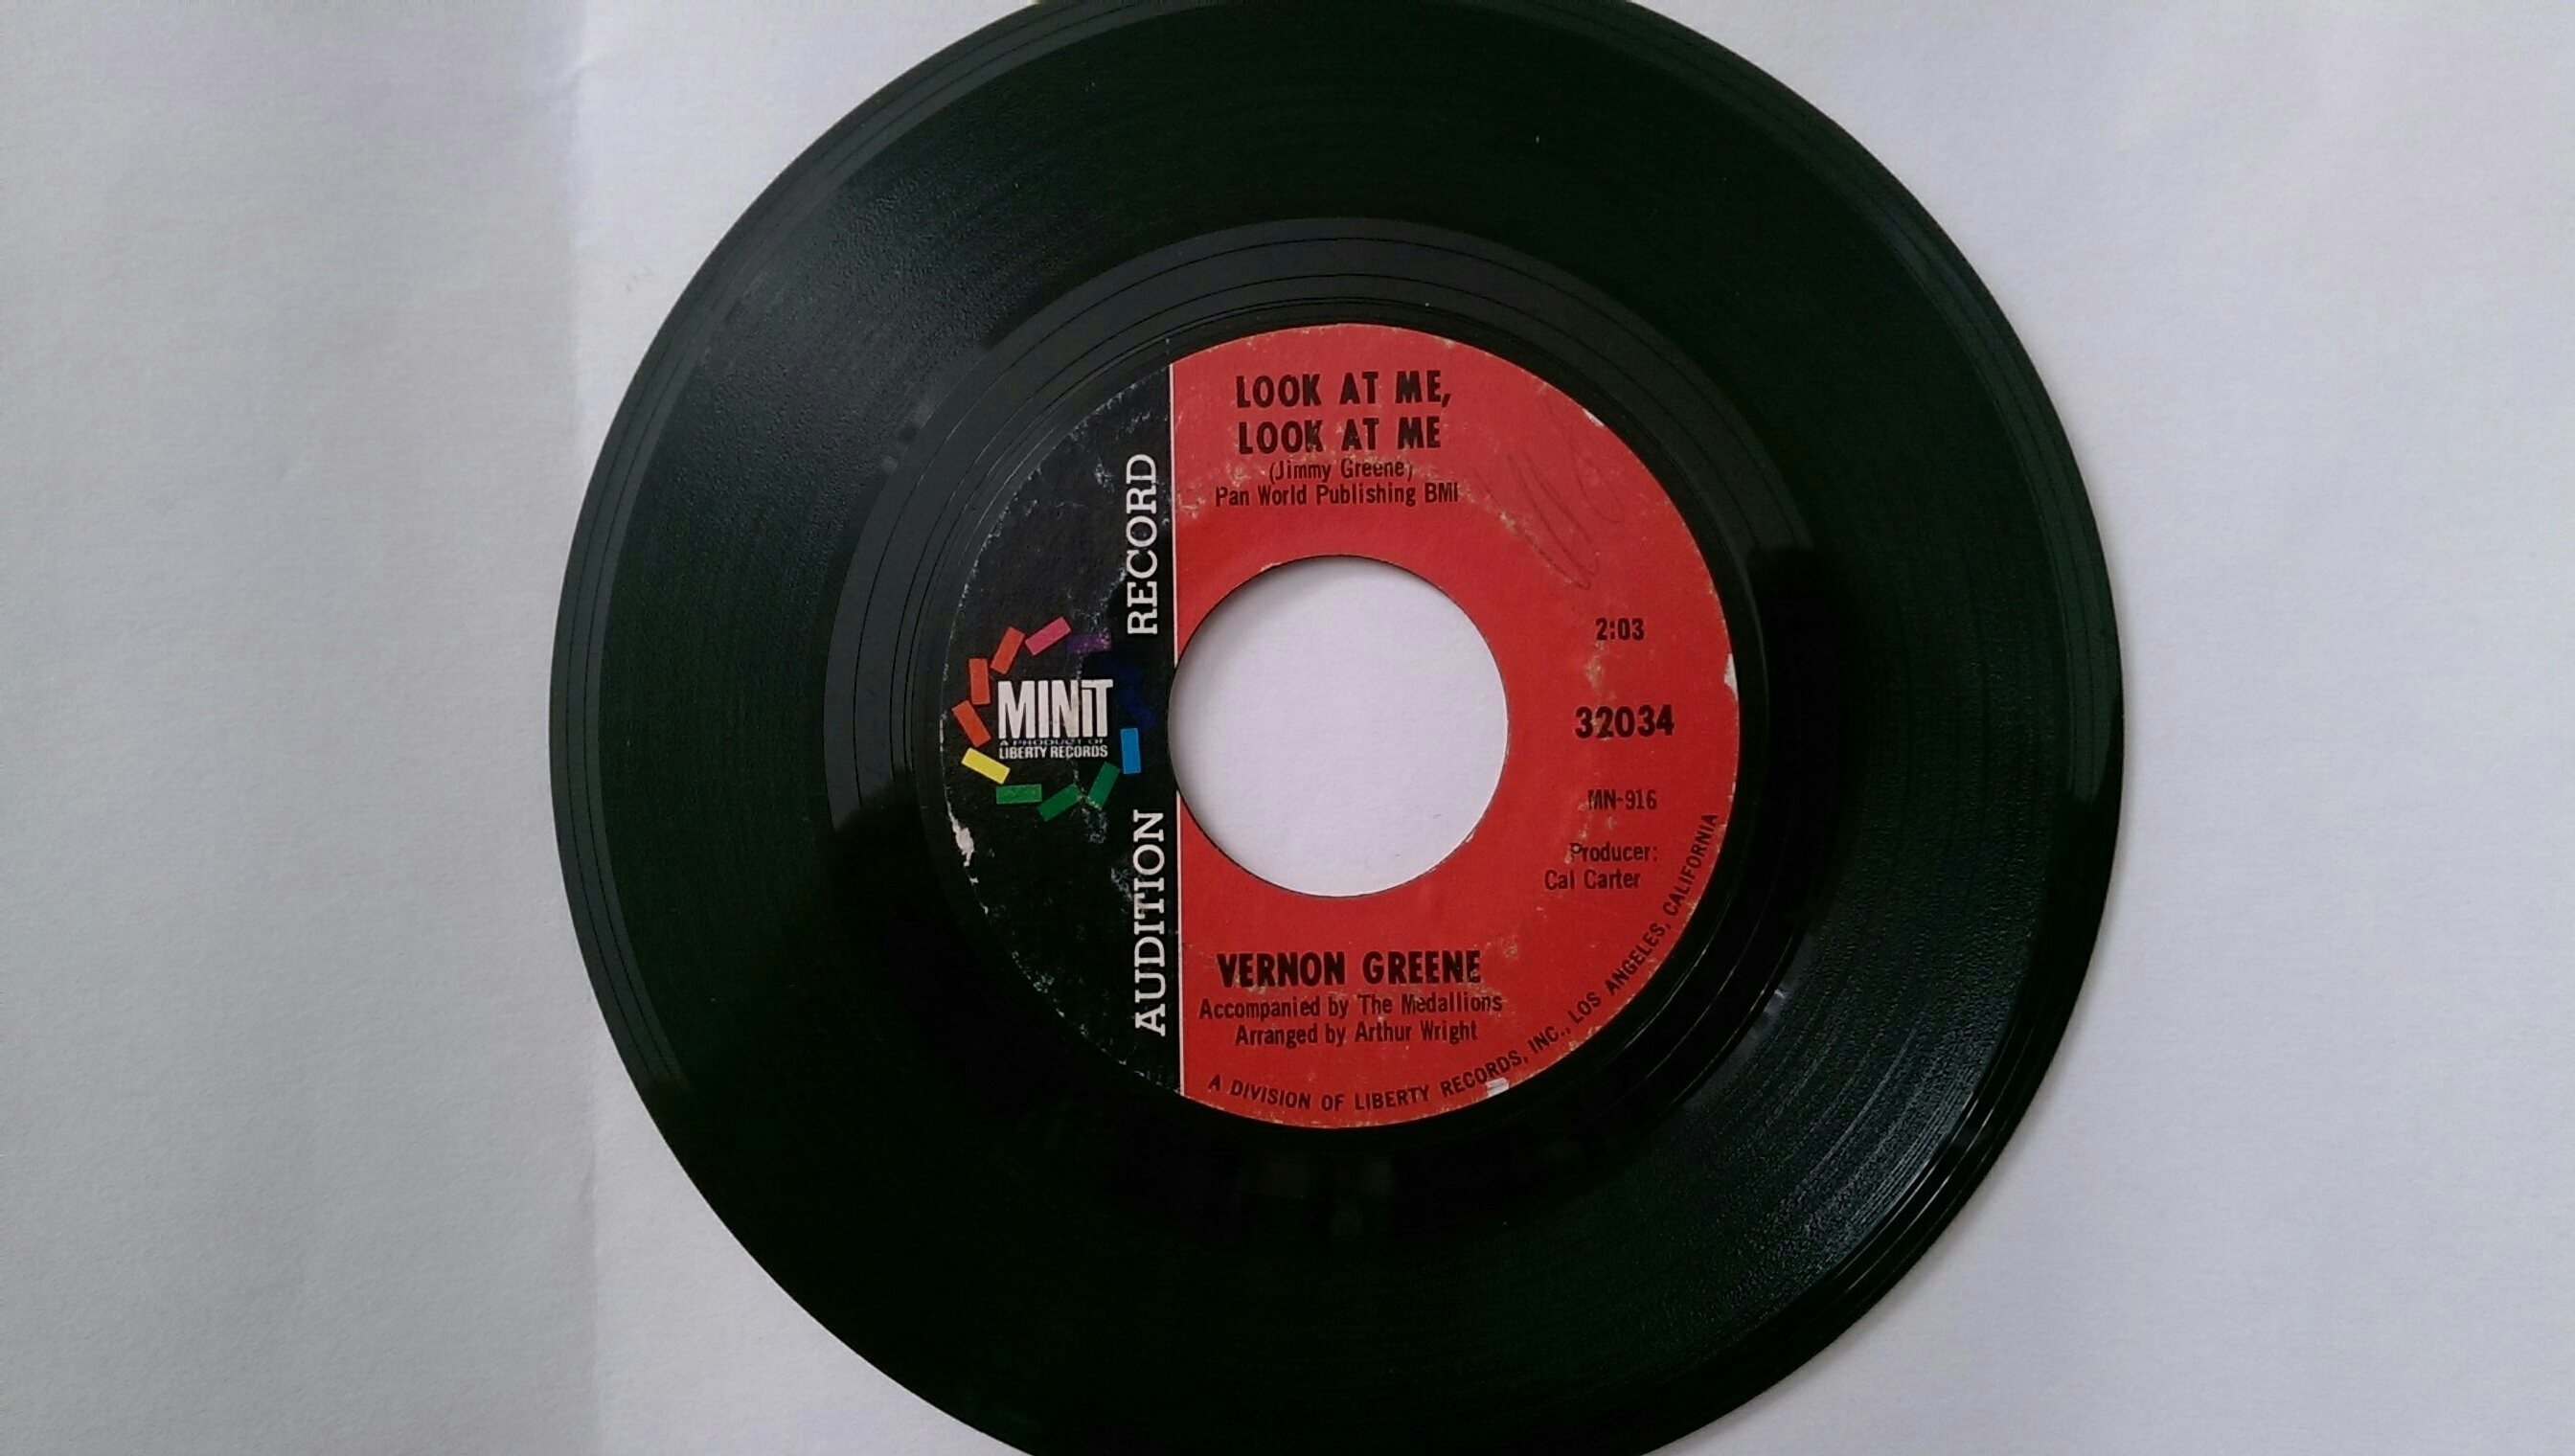 LOOK AT ME,
LOOK AT ME
(Jimmy Greene)
Pan World Publishing BMI
AUDITION RECORD
MINIT
A PRODUCT OF
LIBERTY RECORDS
2:03
32034
MN-916
Producer:
Cal Carter
VERNON GREENE
Accompanied by The Medallions
Arranged by Arthur Wright
A DIVISION OF LIBERTY RECORDS, INC., LOS ANGELES, CALIFORNIA